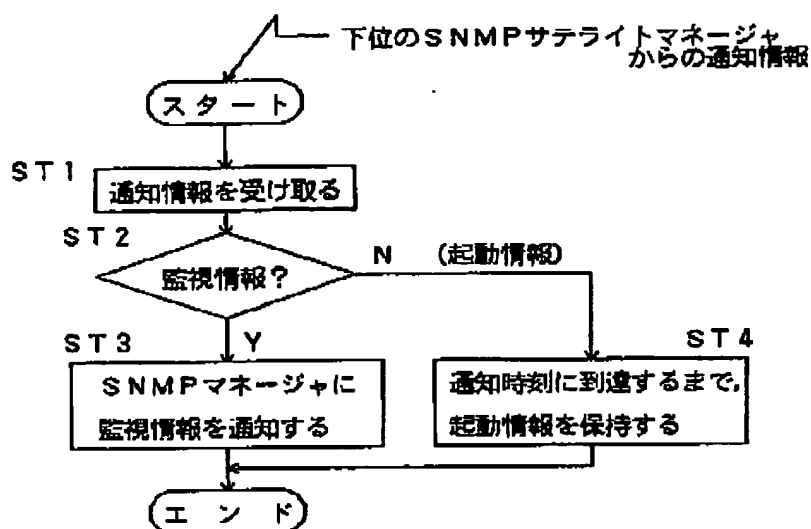 下位のSNMPサテライトマネージャ
からの通知情報
スタート
ST1
通知情報を受け取る
ST2
監視情報?
N (起動情報)
ST3
Y
ST4
SNMPマネージャに
監視情報を通知する
通知時刻に到達するまで,
起動情報を保持する
エンド